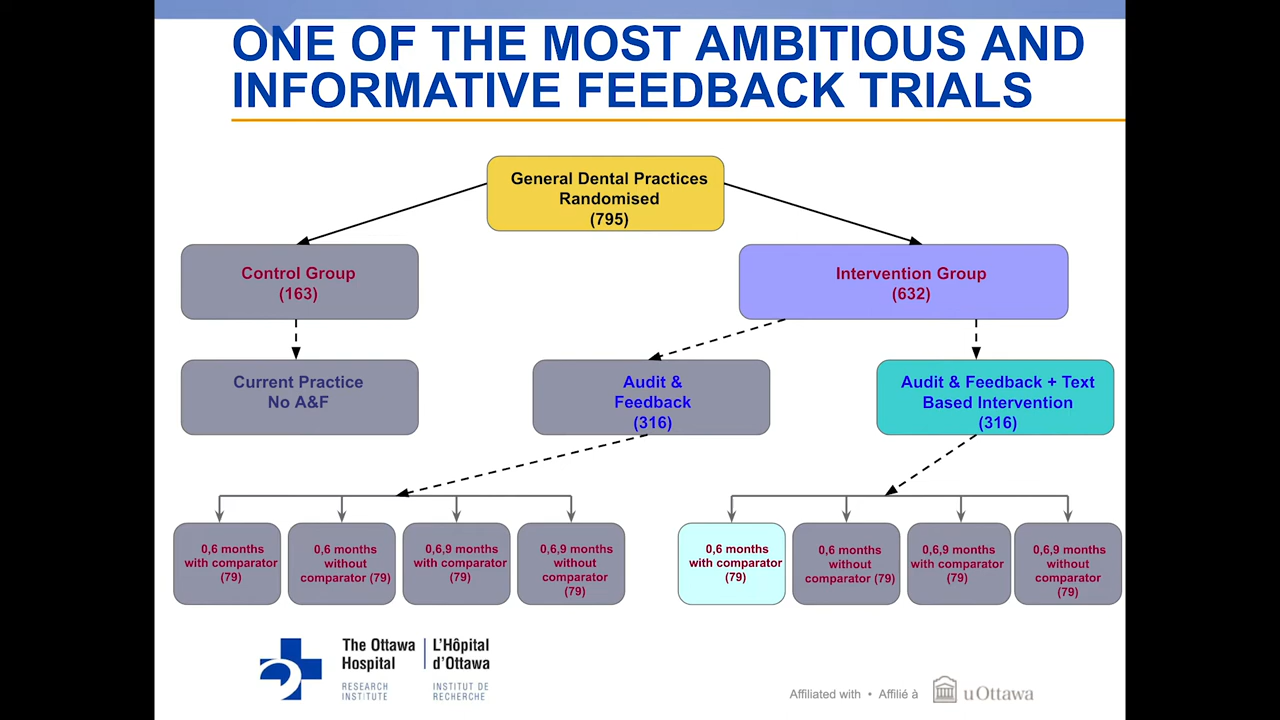 ONE OF THE MOST AMBITIOUS AND
INFORMATIVE FEEDBACK TRIALS
General Dental Practices
Randomised
(795)
Control Group
(163)
Intervention Group
(632)
Current Practice
No A&F
Audit &
Feedback
(316)
Audit & Feedback + Text
Based Intervention
(316)
0,6 months
with comparator
(79)
0,6 months
without
comparator (79)
0,6,9 months
with comparator
(79)
0,6,9 months
without
comparator
(79)
0,6 months
with comparator
(79)
0,6 months
without
comparator (79)
0,6,9 months
with comparator
(79)
0,6,9 months
without
comparator
(79)
The Ottawa
Hospital
RESEARCH
INSTITUTE
L'Hôpital
d'Ottawa
INSTITUT DE
RECHERCHE
Affiliated with • Affilié à
uOttawa